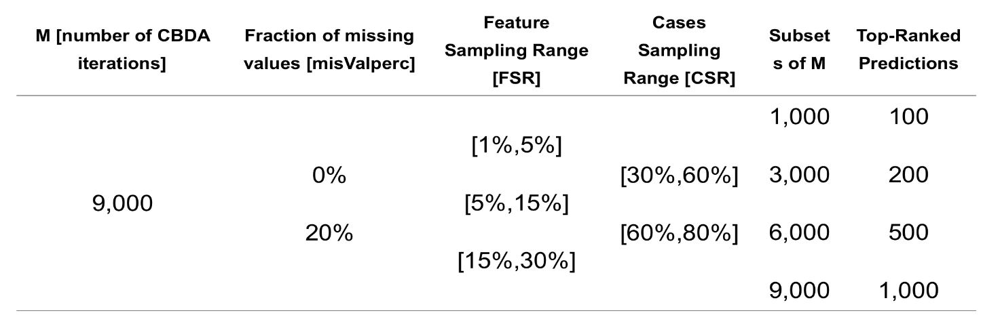 M [number of CBDA
iterations]
Fraction of missing
values [misValperc]
Feature
Sampling Range
[FSR]
Cases
Sampling
Range [CSR]
Subset
s of M
Top-Ranked
Predictions
9,000
0%
20%
[1%,5%]
[5%,15%]
[15%,30%]
[30%,60%]
[60%,80%]
1,000
3,000
6,000
9,000
100
200
500
1,000